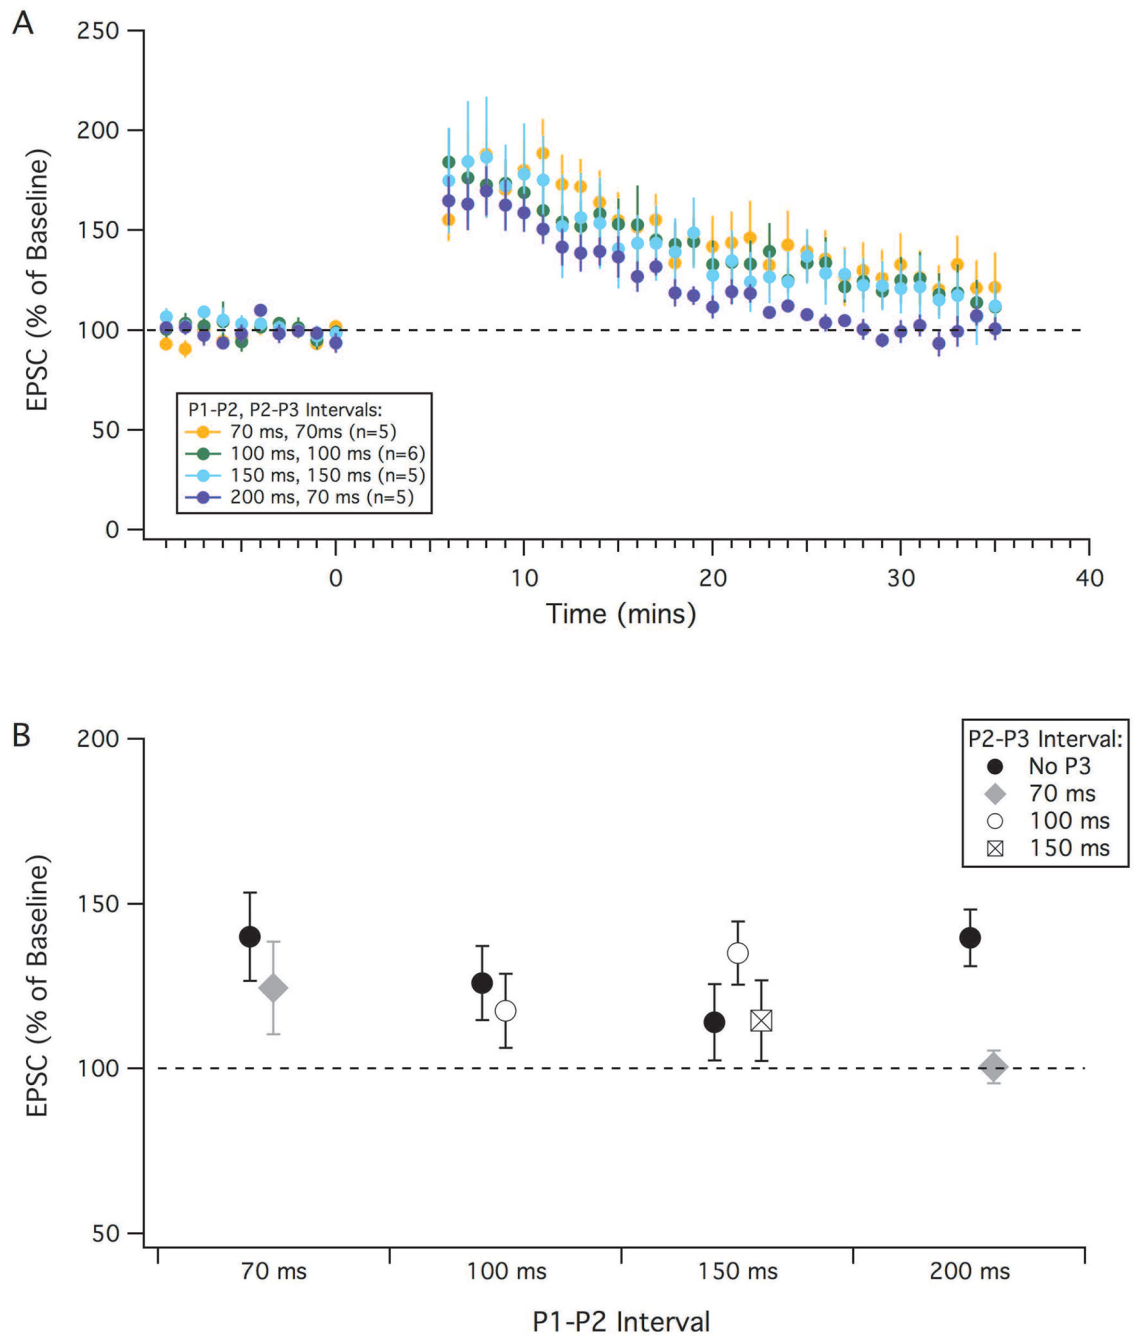 A
250
200
150
100
50
0
EPSC (% of Baseline)
P1-P2, P2-P3 Intervals:
70 ms, 70ms (n=5)
100 ms, 100 ms (n=6)
150 ms, 150 ms (n=5)
200 ms, 70 ms (n=5)
0 10 20 30 40
Time (mins)
B
200
150
100
50
EPSC (% of Baseline)
P2-P3 Interval:
No P3
70 ms
100 ms
150 ms
70 ms 100 ms 150 ms 200 ms
P1-P2 Interval